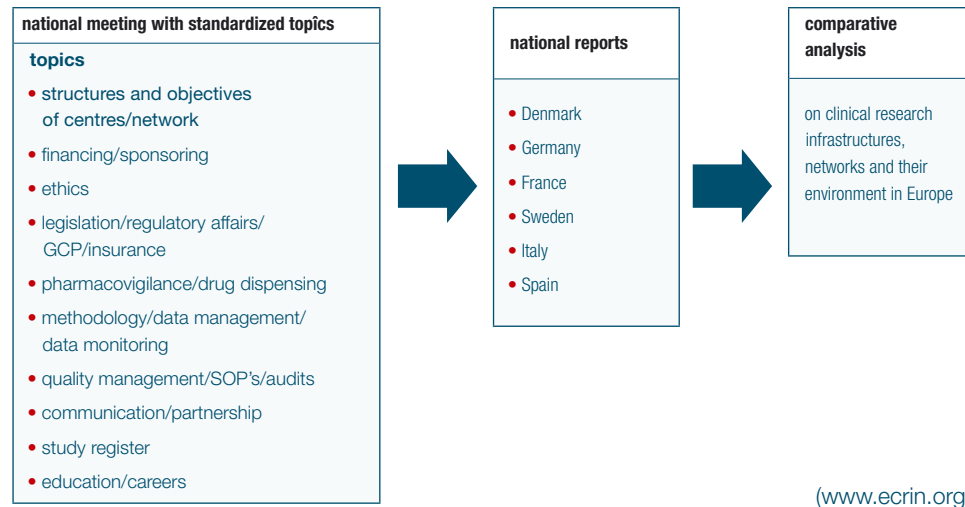 national meeting with standardized topîcs
topics
• structures and objectives
of centres/network
• financing/sponsoring
• ethics
• legislation/regulatory affairs/
GCP/insurance
• pharmacovigilance/drug dispensing
• methodology/data management/
data monitoring
• quality management/SOP's/audits
• communication/partnership
• study register
• education/careers
national reports
• Denmark
• Germany
• France
• Sweden
• Italy
• Spain
comparative
analysis
on clinical research
infrastructures,
networks and their
environment in Europe
(www.ecrin.org